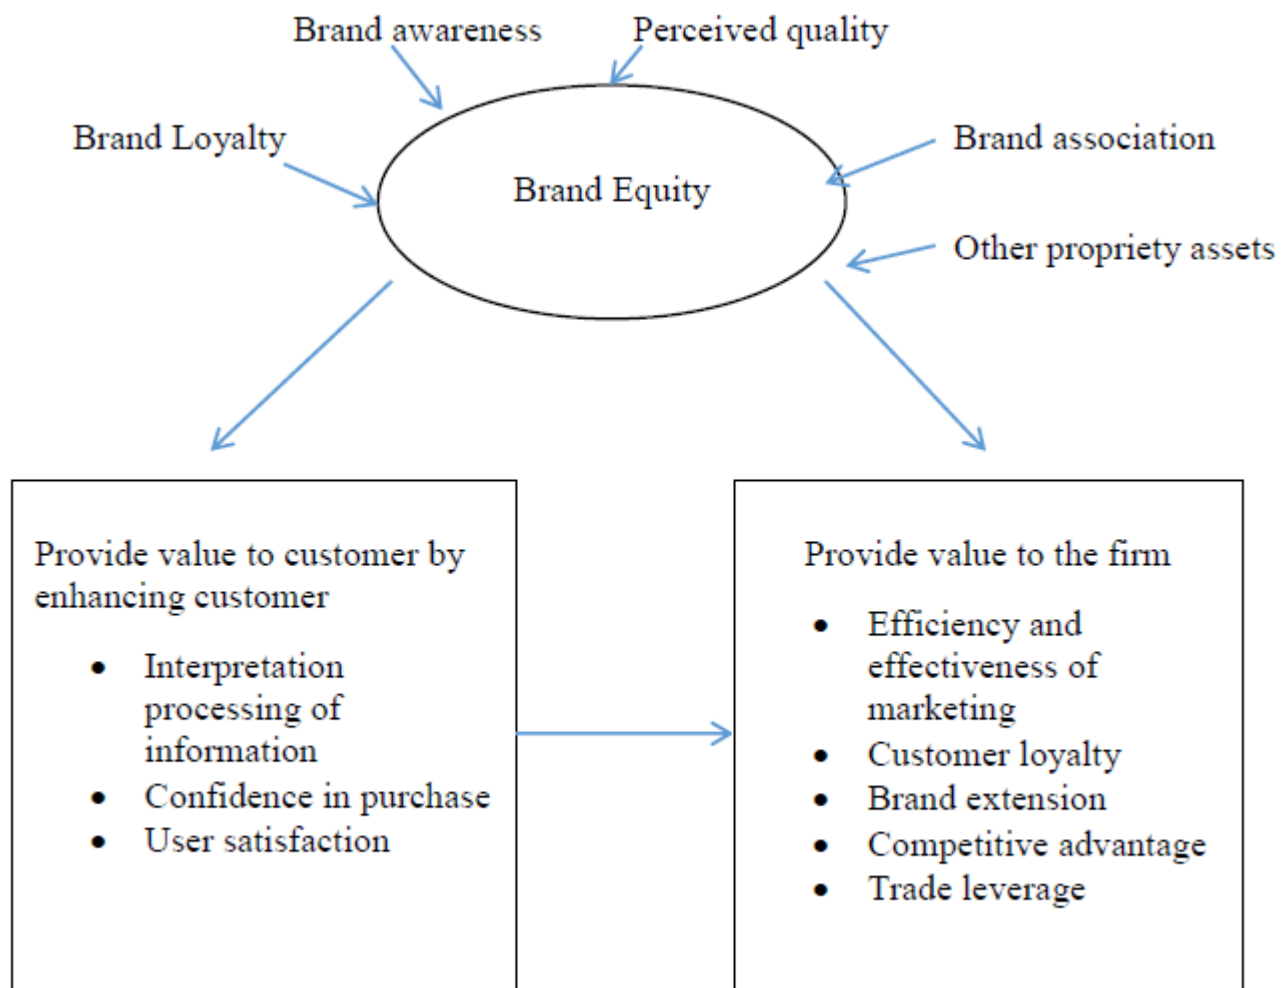 Brand awareness
Perceived quality
Brand Loyalty
Brand association
Brand Equity
Other propriety assets
Provide value to customer by
enhancing customer
• Interpretation
processing of
information
• Confidence in purchase
• User satisfaction
Provide value to the firm
• Efficiency and
effectiveness of
marketing
• Customer loyalty
• Brand extension
• Competitive advantage
• Trade leverage